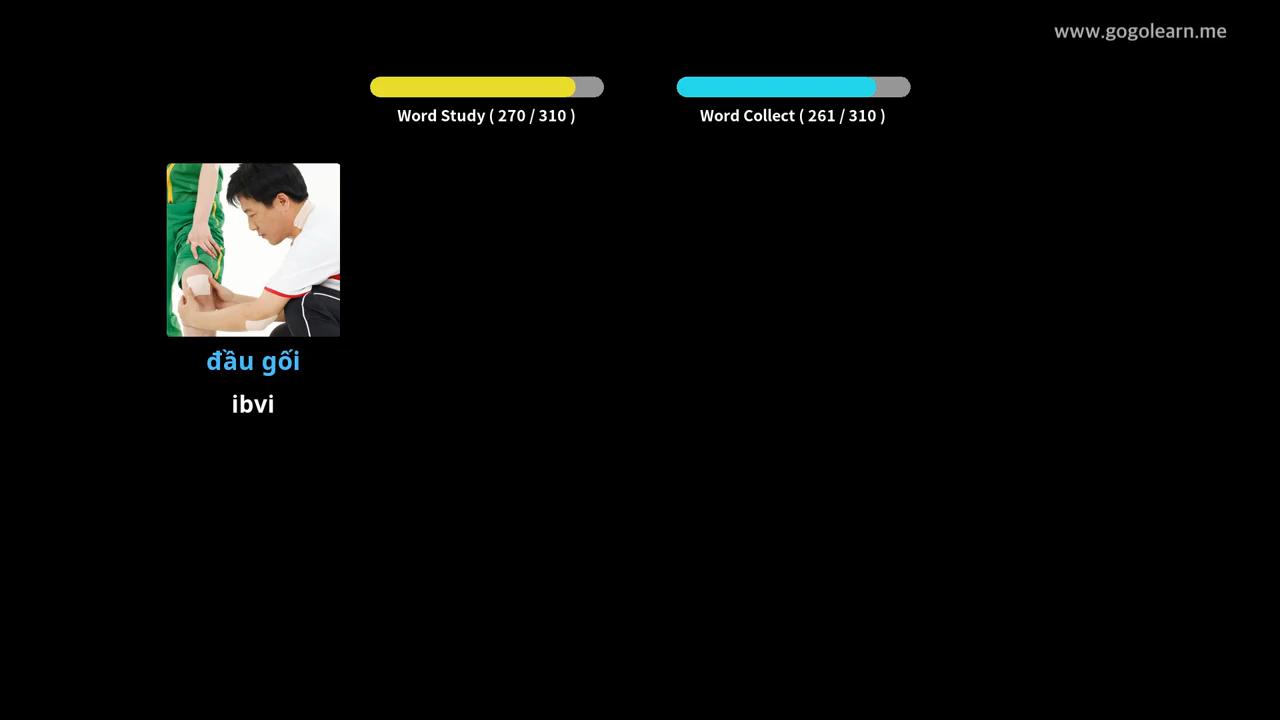 www.gogolearn.me
Word Study ( 270 / 310 )
Word Collect ( 261 / 310 )
đầu gối
ibvi